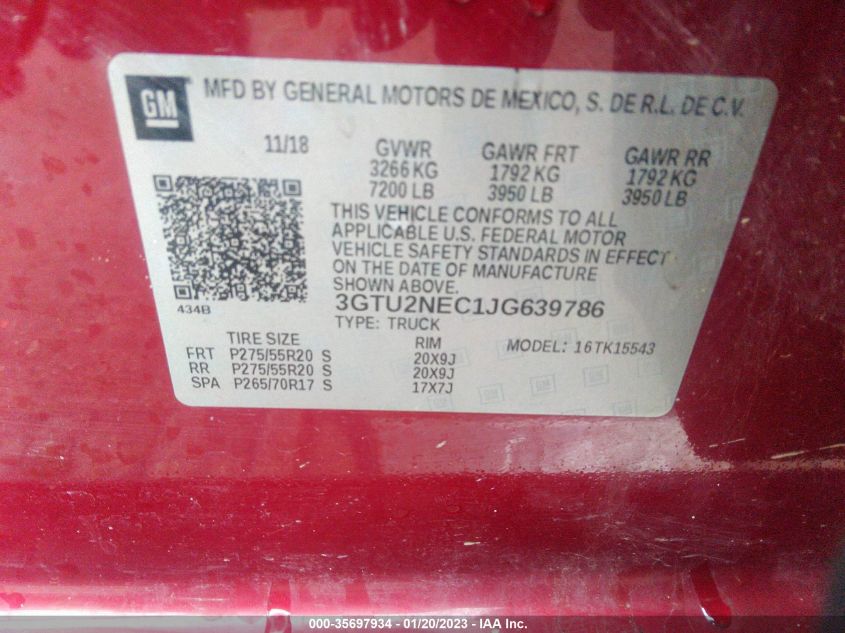 GM
MFD BY GENERAL MOTORS DE MEXICO, S. DE R.L. DE C.V.
11/18 GVWR GAWR FRT GAWR RR
3266 KG 1792 KG 1792 KG
7200 LB 3950 LB 3950 LB
THIS VEHICLE CONFORMS TO ALL
APPLICABLE U.S. FEDERAL MOTOR
VEHICLE SAFETY STANDARDS IN EFFECT
ON THE DATE OF MANUFACTURE
SHOWN ABOVE.
434B
3GTU2NEC1JG639786
TYPE: TRUCK
TIRE SIZE RIM MODEL: 16TK15543
FRT P275/55R20 S 20X9J
RR P275/55R20 S 20X9J
SPA P265/70R17 S 17X7J
000-35697934 / 01/20/2023 - IAA Inc.